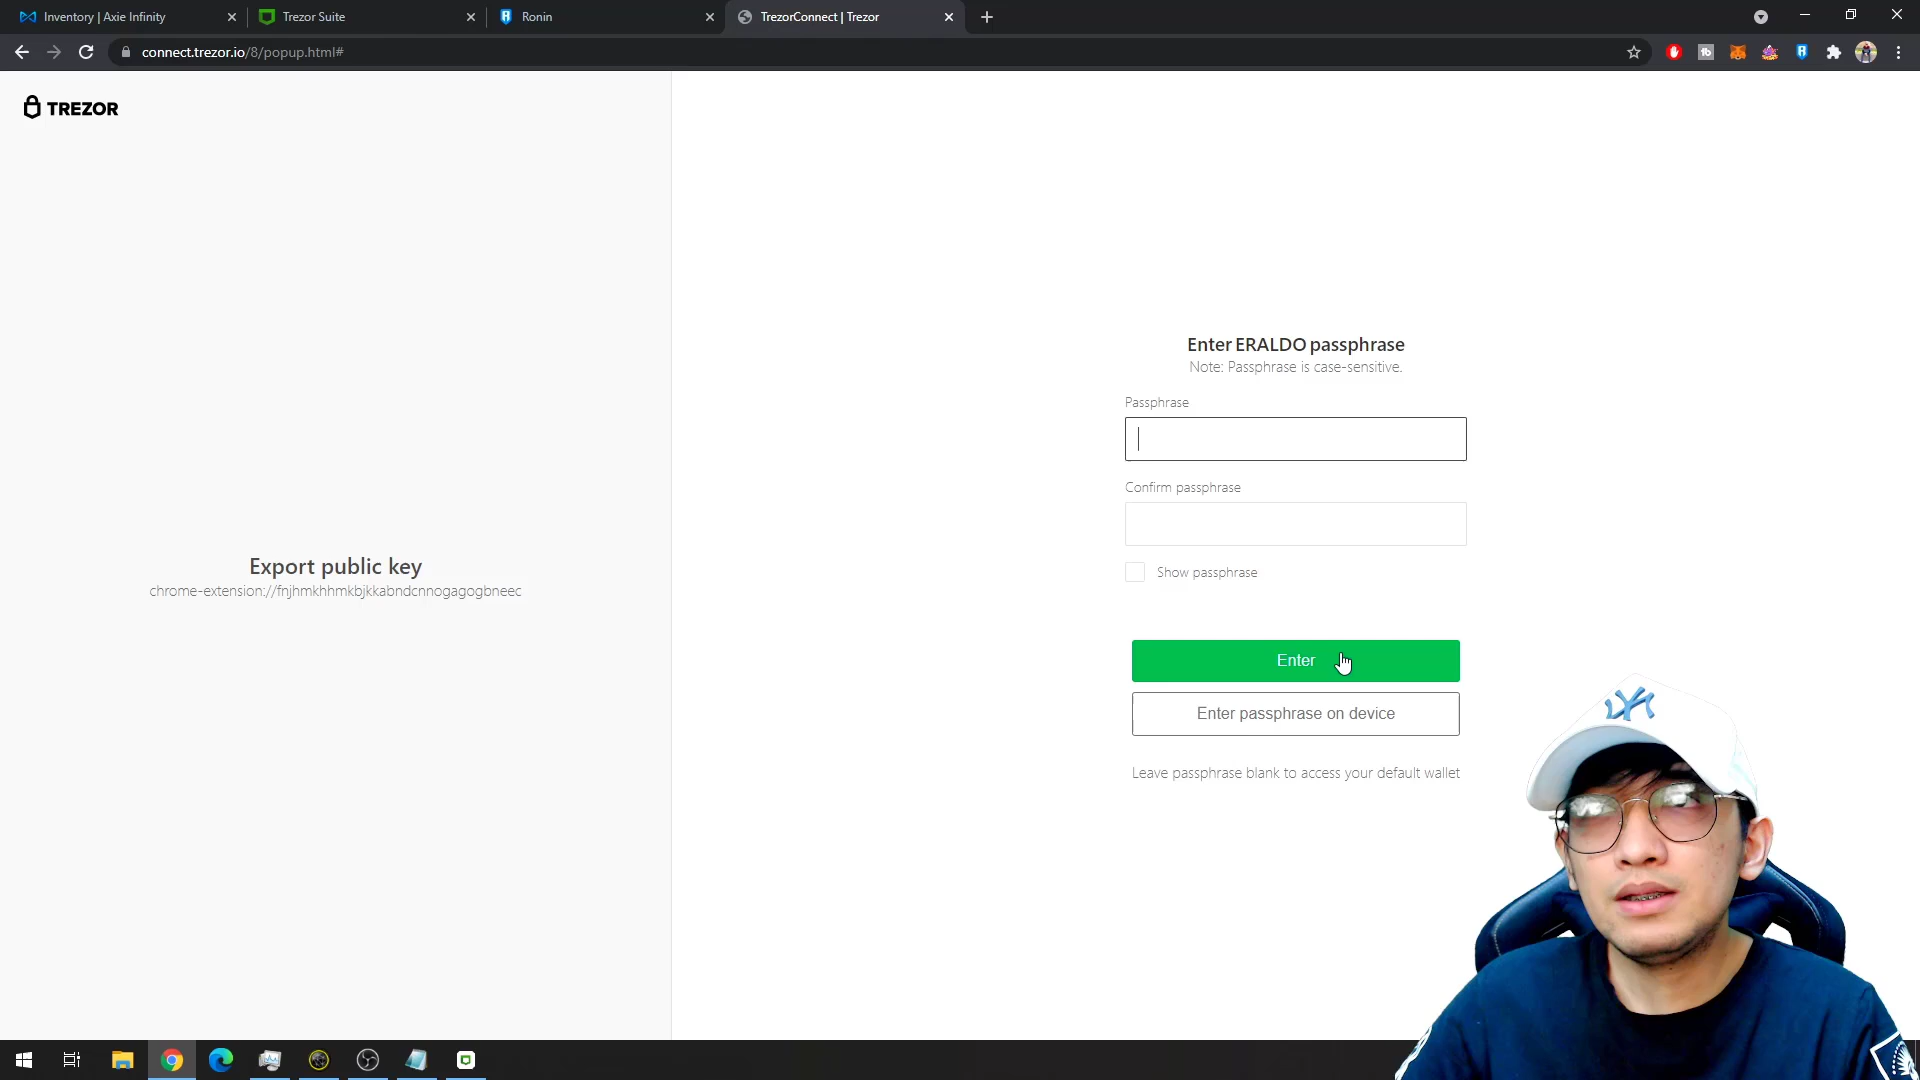 Inventory | Axie Infinity
Trezor Suite
Ronin
TrezorConnect | Trezor
connect.trezor.io/8/popup.html#
TREZOR
Enter ERALDO passphrase
Note: Passphrase is case-sensitive.
Passphrase
Confirm passphrase
Export public key
chrome-extension://fnjhmkhhmkbjkkabndcnnogagogbneec
Show passphrase
Enter
Enter passphrase on device
Leave passphrase blank to access your default wallet